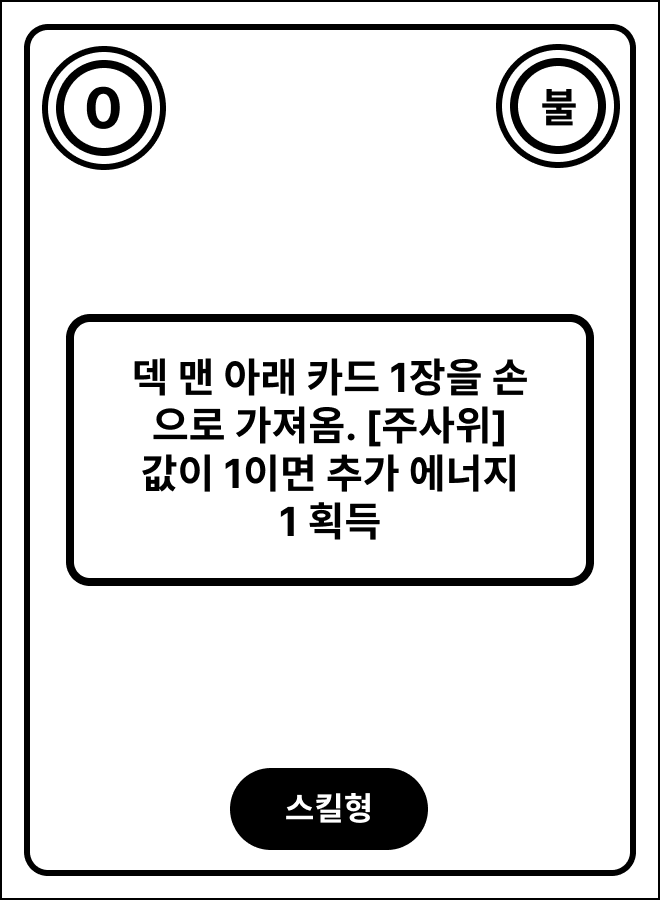 0
불
덱 맨 아래 카드 1장을 손
으로 가져옴. [주사위]
값이 1이면 추가 에너지
1 획득
스킬형